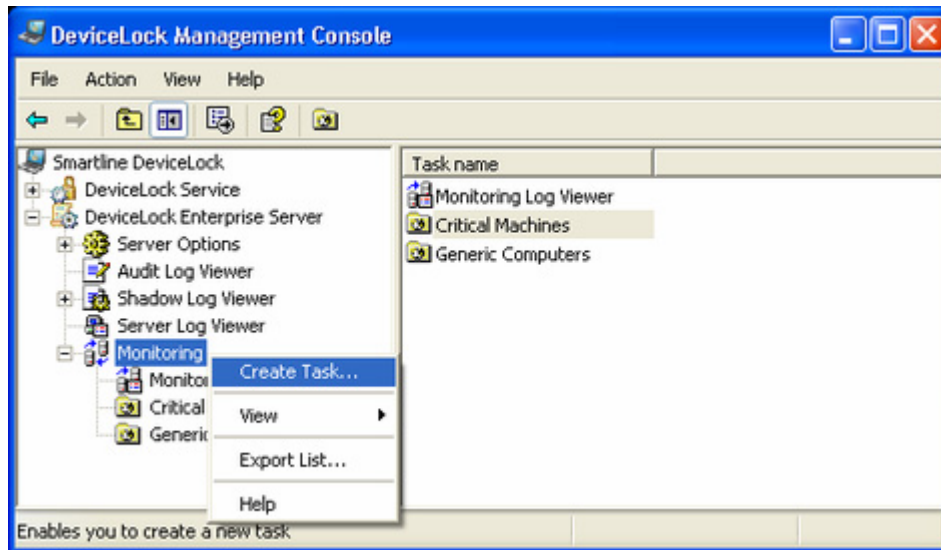 DeviceLock Management Console
File Action View Help
Smartline DeviceLock
DeviceLock Service
DeviceLock Enterprise Server
Server Options
Audit Log Viewer
Shadow Log Viewer
Server Log Viewer
Monitoring
Critical
Create Task...
View
Export List...
Help
Task name
Monitoring Log Viewer
Critical Machines
Generic Computers
Enables you to create a new task